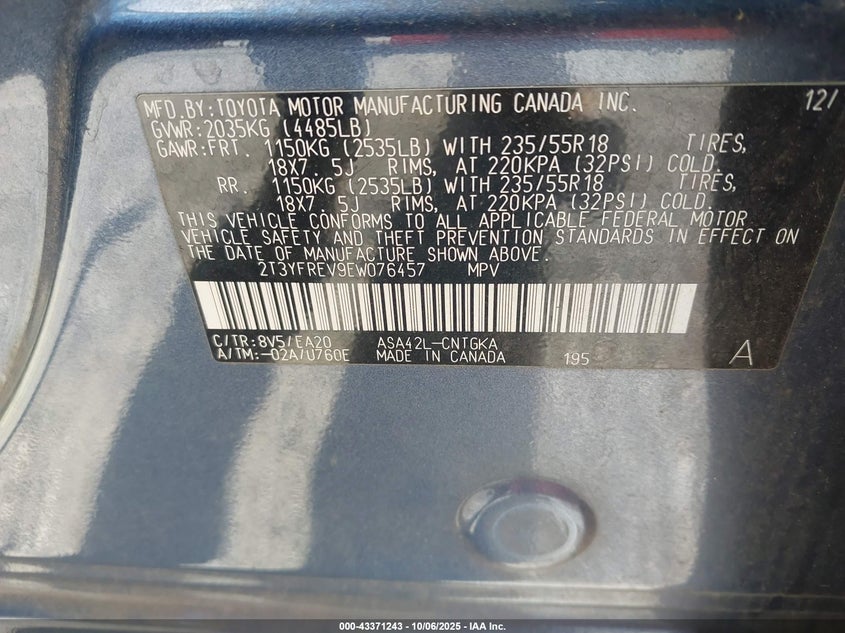 MFD.BY:TOYOTA MOTOR MANUFACTURING CANADA INC. 12/
GVWR:2035KG (4485LB)
GAWR:FRT. 1150KG (2535LB) WITH 235/55R18 TIRES,
18X7.5J RIMS, AT 220KPA (32PSI) COLD.
RR. 1150KG (2535LB) WITH 235/55R18 TIRES,
18X7.5J RIMS, AT 220KPA (32PSI) COLD.
THIS VEHICLE CONFORMS TO ALL APPLICABLE FEDERAL MOTOR
VEHICLE SAFETY AND THEFT PREVENTION STANDARDS IN EFFECT ON
THE DATE OF MANUFACTURE SHOWN ABOVE.
2T3YFREV9EW076457 MPV
C/TR:8V5/EA20 ASA42L-CNTGKA
A/TM:-02A/U760E MADE IN CANADA 195 A
000-43371243 - 10/06/2025 - IAA Inc.